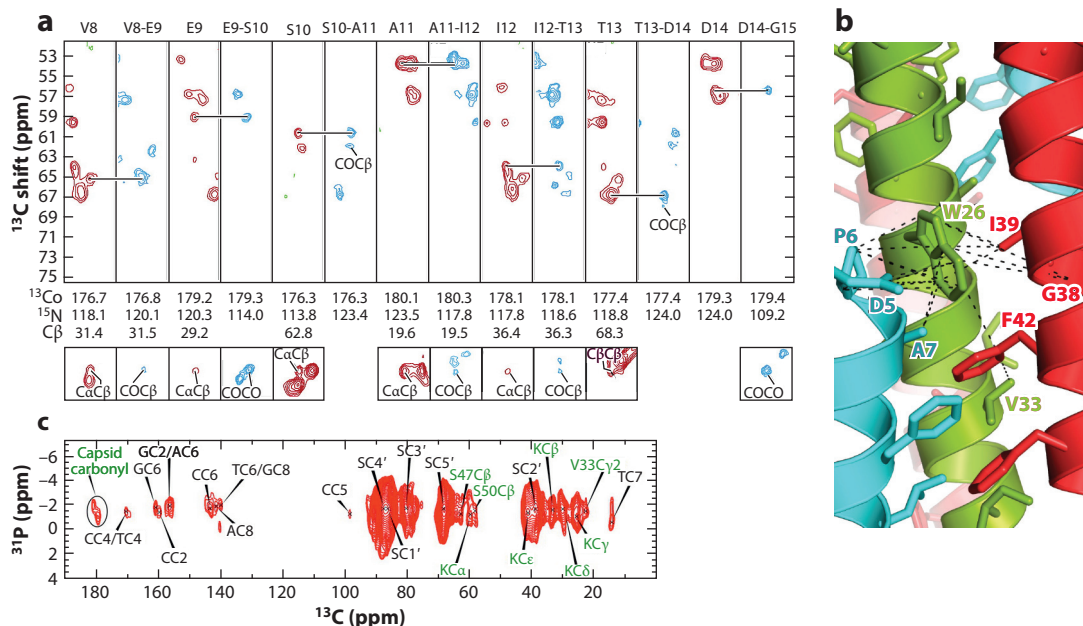 a
V8 V8-E9 E9 E9-S10 S10 S10-A11 A11 A11-I12 I12 I12-T13 T13 T13-D14 D14 D14-G15
¹³C shift (ppm)
53
55
57
59
61
63
65
67
69
71
73
75
COCβ
COCβ
¹³Co 176.7 176.8 179.2 179.3 176.3 176.3 180.1 180.3 178.1 178.1 177.4 177.4 179.3 179.4
¹⁵N 118.1 120.1 120.3 114.0 113.8 123.4 123.5 117.8 117.8 118.6 118.8 124.0 124.0 109.2
Cβ 31.4 31.5 29.2 62.8 19.6 19.5 36.4 36.3 68.3
CαCβ COCβ CαCβ COCO CαCβ CαCβ COCβ CαCβ COCβ CβCβ COCO
b
W26
P6
I39
D5
G38
F42
A7
V33
c
³¹P (ppm)
−6
−4
−2
0
2
4
Capsid
carbonyl
GC2/AC6
GC6
CC4/TC4
CC2
CC6
TC6/GC8
AC8
CC5
SC4′
SC3′
SC1′
SC5′
S47Cβ
S50Cβ
KCα
SC2′
KCβ
V33Cγ2
TC7
KCε
KCγ
KCδ
180 160 140 120 100 80 60 40 20
¹³C (ppm)